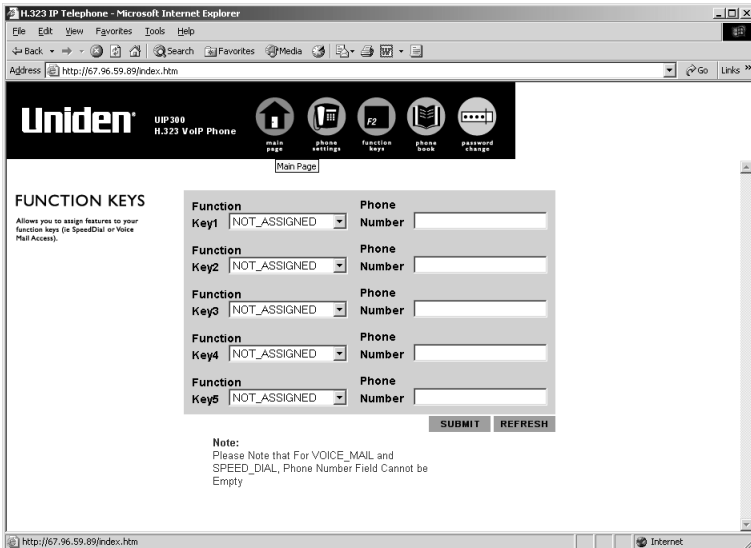 H.323 IP Telephone - Microsoft Internet Explorer
File Edit View Favorites Tools Help
Back Search Favorites Media
Address http://67.96.59.89/index.htm Go Links »
Uniden®
UIP300
H.323 VoIP Phone
main page
phone settings
F2
function keys
phone book
password change
Main Page
FUNCTION KEYS
Allows you to assign features to your
function keys (ie SpeedDial or Voice
Mail Access).
Function Key1 NOT_ASSIGNED Phone Number
Function Key2 NOT_ASSIGNED Phone Number
Function Key3 NOT_ASSIGNED Phone Number
Function Key4 NOT_ASSIGNED Phone Number
Function Key5 NOT_ASSIGNED Phone Number
SUBMIT REFRESH
Note:
Please Note that For VOICE_MAIL and
SPEED_DIAL, Phone Number Field Cannot be
Empty
http://67.96.59.89/index.htm Internet